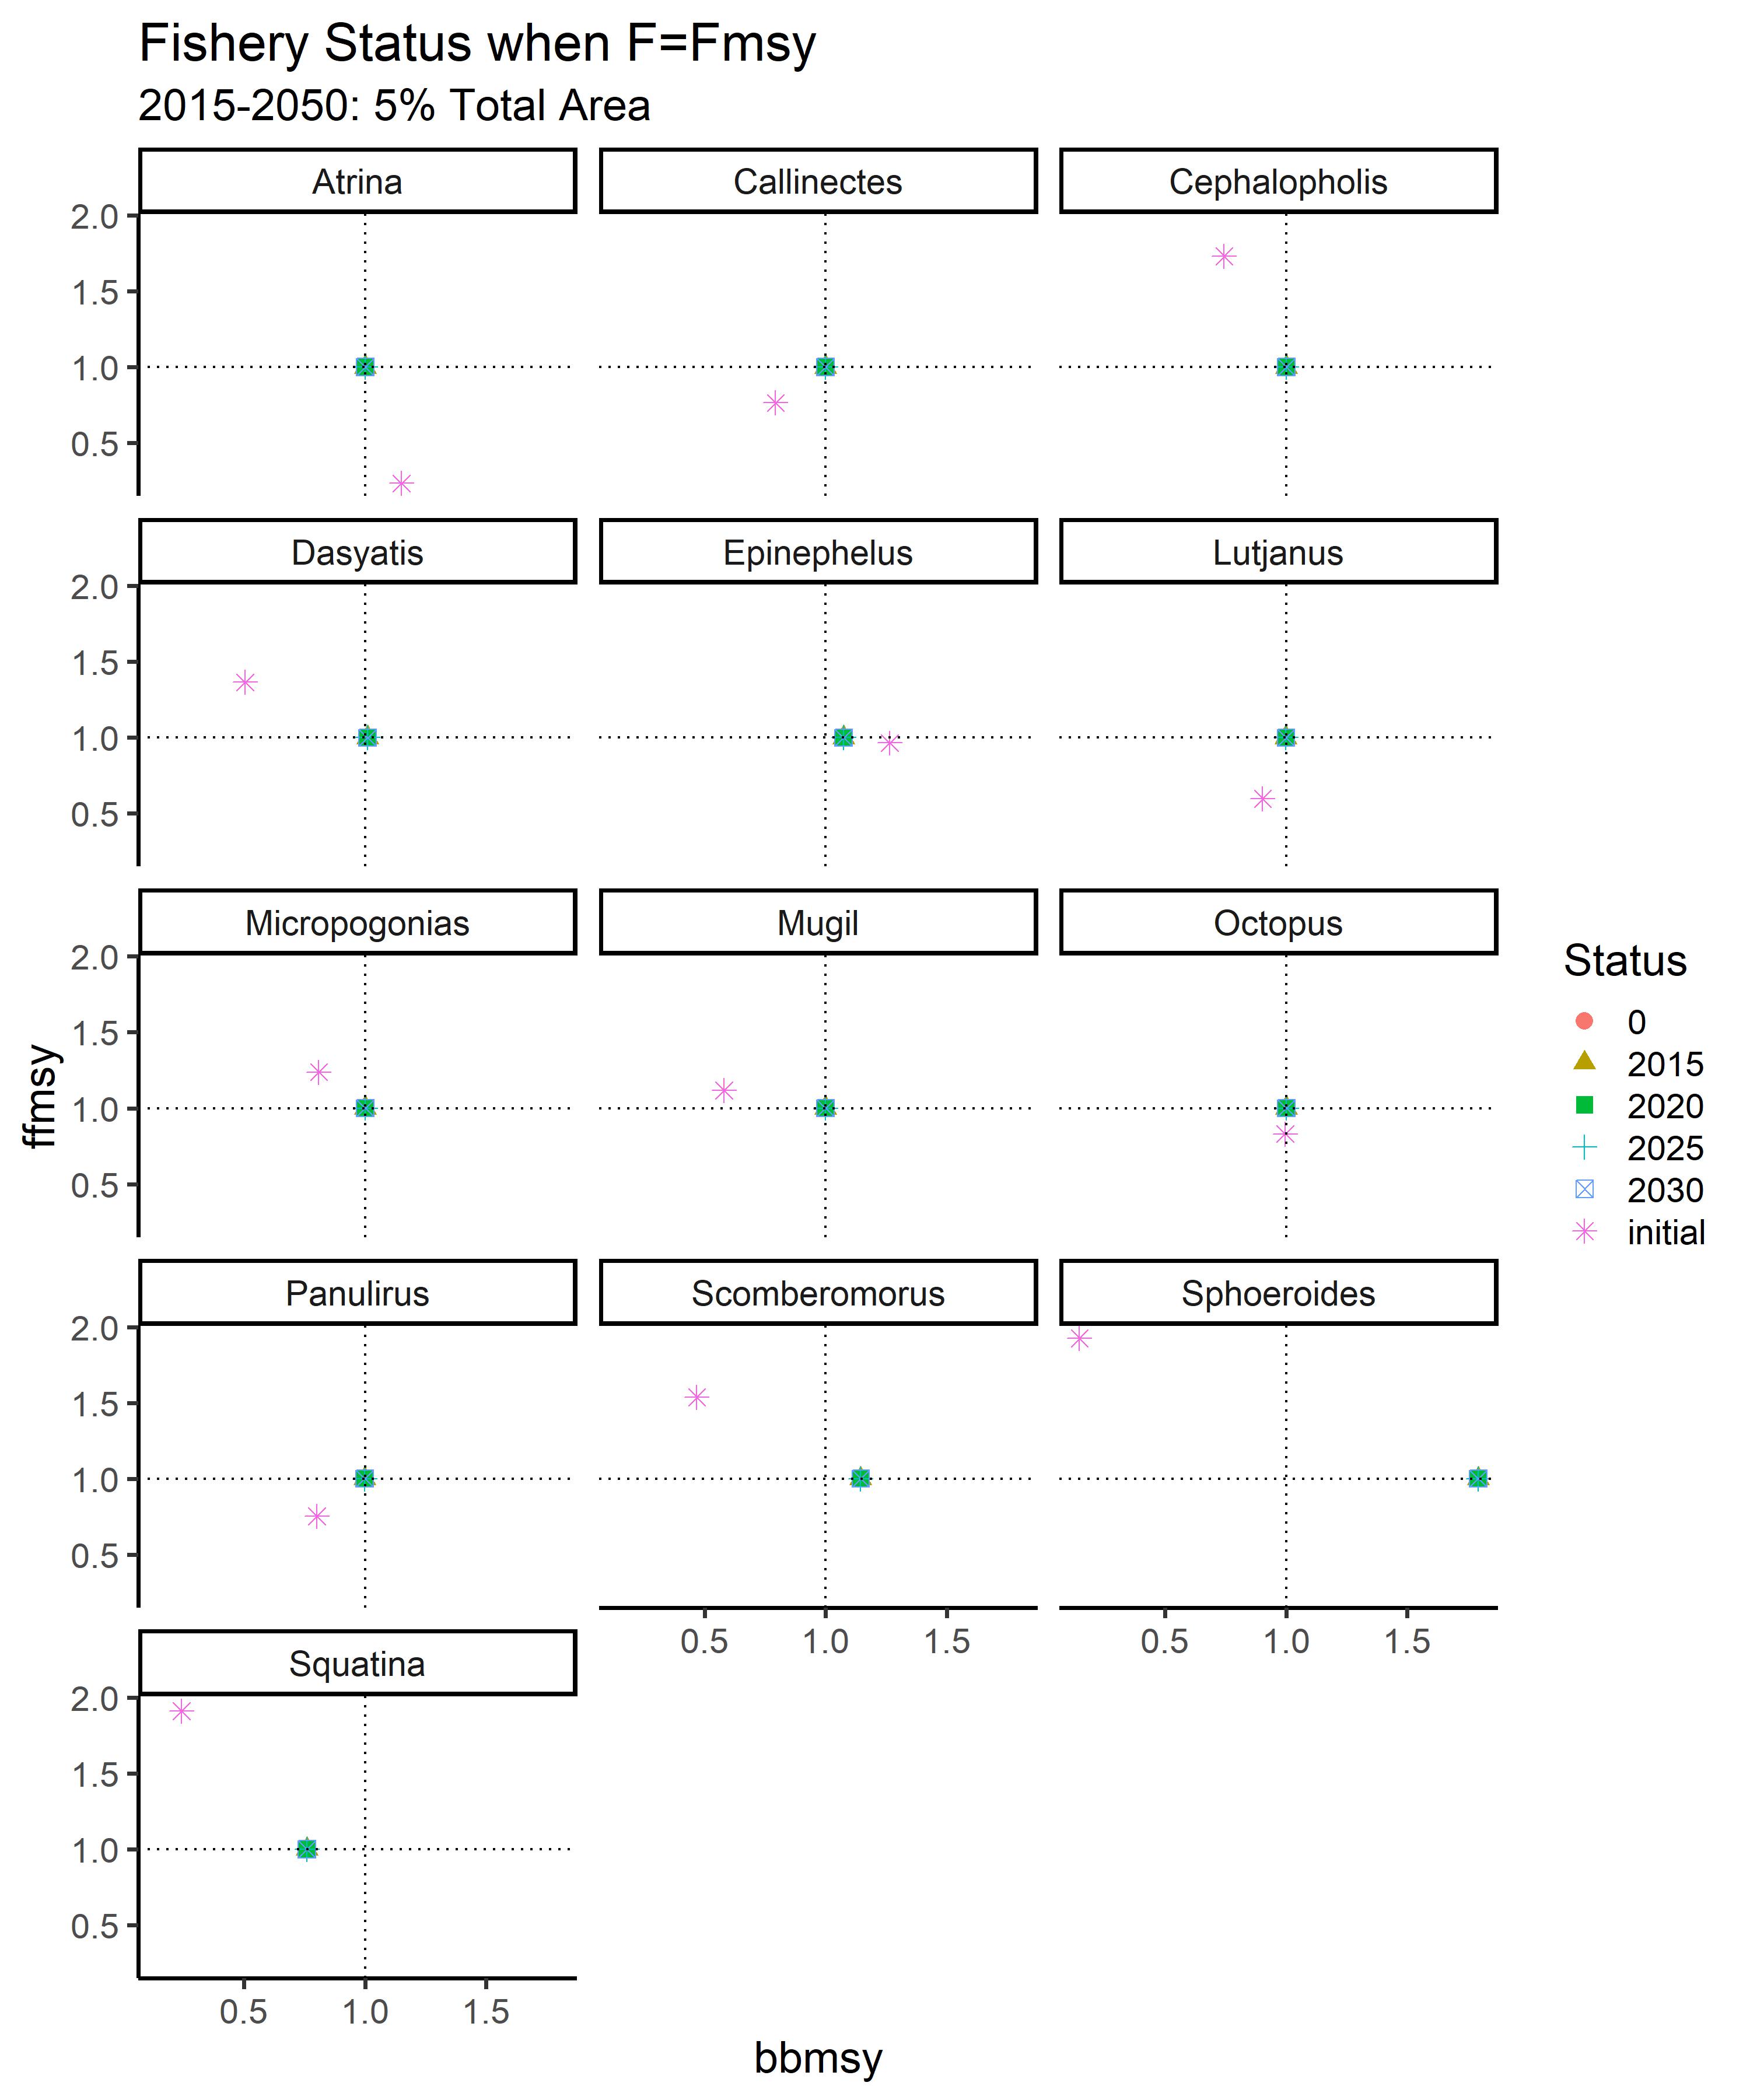 Fishery Status when F=Fmsy
2015-2050: 5% Total Area
Atrina
Callinectes
Cephalopholis
2.0
1.5
1.0
0.5
Dasyatis
Epinephelus
Lutjanus
2.0
1.5
1.0
0.5
Micropogonias
Mugil
Octopus
2.0
1.5
1.0
0.5
Panulirus
Scomberomorus
Sphoeroides
2.0
1.5
1.0
0.5
0.5 1.0 1.5
0.5 1.0 1.5
Squatina
2.0
1.5
1.0
0.5
0.5 1.0 1.5
bbmsy
ffmsy
Status
0
2015
2020
2025
2030
initial